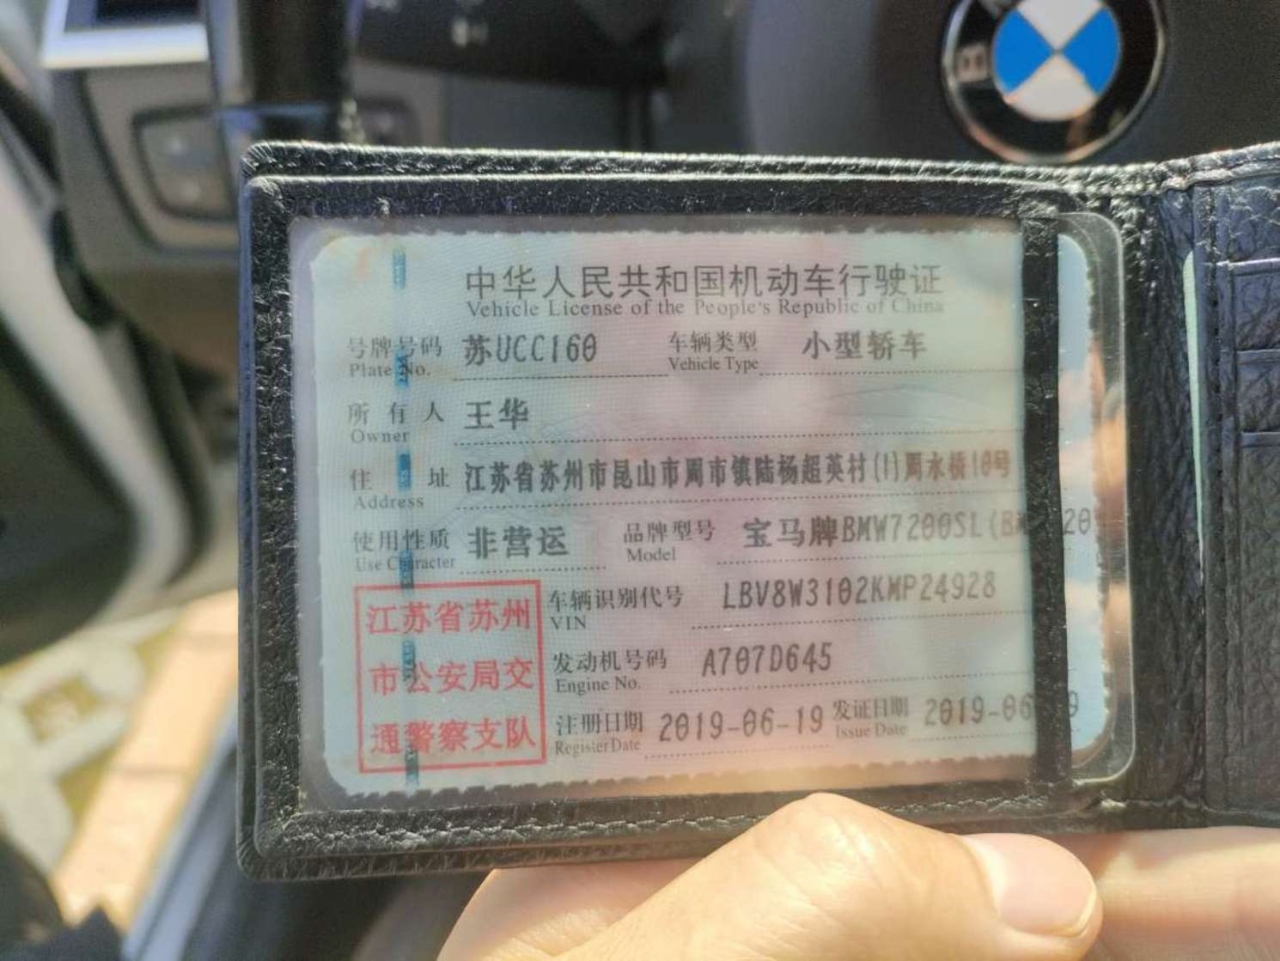 中华人民共和国机动车行驶证
Vehicle License of the People's Republic of China
号牌号码 苏UCC160 车辆类型 小型轿车
Plate No. Vehicle Type
所有人 王华
Owner
住址 江苏省苏州市昆山市周市镇陆杨超英村(1)周水桥10号
Address
使用性质 非营运 品牌型号 宝马牌BMW7200SL(B
Use Character Model
江苏省苏州
市公安局交
通警察支队
车辆识别代号 LBV8W3102KMP24928
VIN
发动机号码 A707D645
Engine No.
注册日期 2019-06-19 发证日期 2019-06
Register Date Issue Date